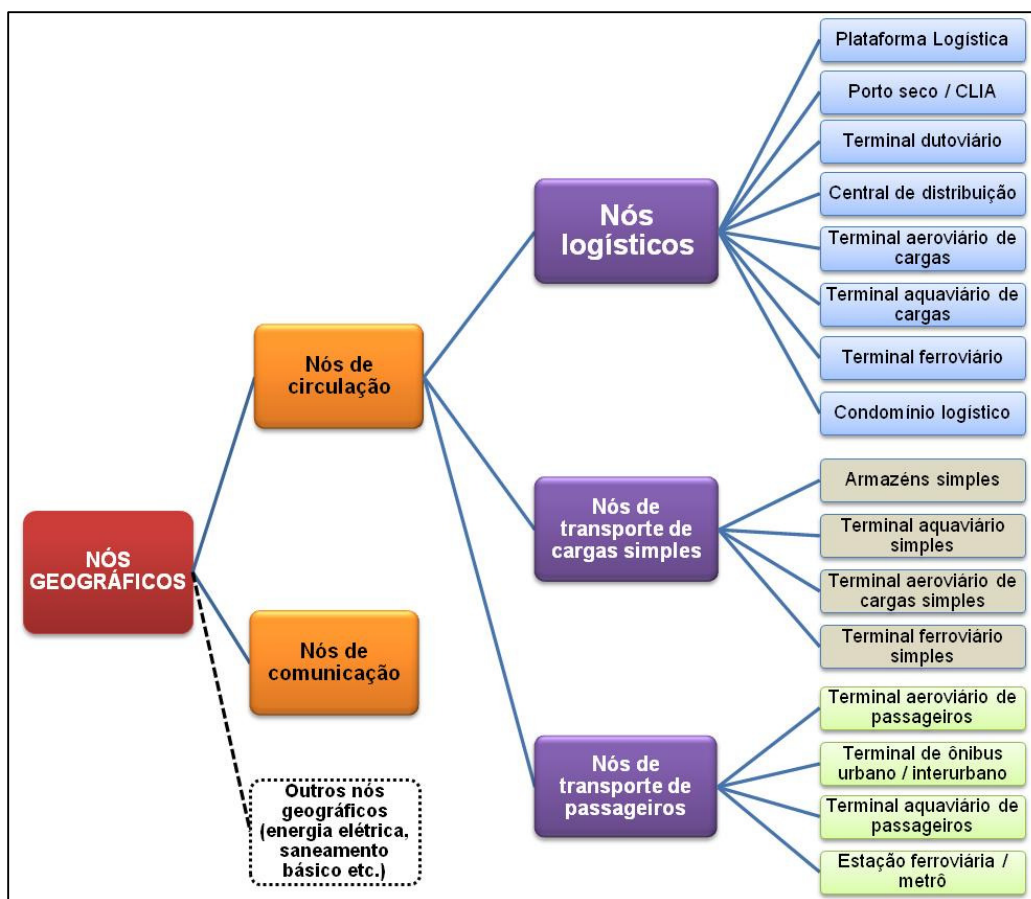 NÓS
GEOGRÁFICOS
Nós de
circulação
Nós de
comunicação
Outros nós
geográficos
(energia elétrica,
saneamento
básico etc.)
Nós
logísticos
Nós de
transporte de
cargas simples
Nós de
transporte de
passageiros
Plataforma Logística
Porto seco / CLIA
Terminal dutoviário
Central de distribuição
Terminal aeroviário de
cargas
Terminal aquaviário de
cargas
Terminal ferroviário
Condomínio logístico
Armazéns simples
Terminal aquaviário
simples
Terminal aeroviário de
cargas simples
Terminal ferroviário
simples
Terminal aeroviário de
passageiros
Terminal de ônibus
urbano / interurbano
Terminal aquaviário de
passageiros
Estação ferroviária /
metrô